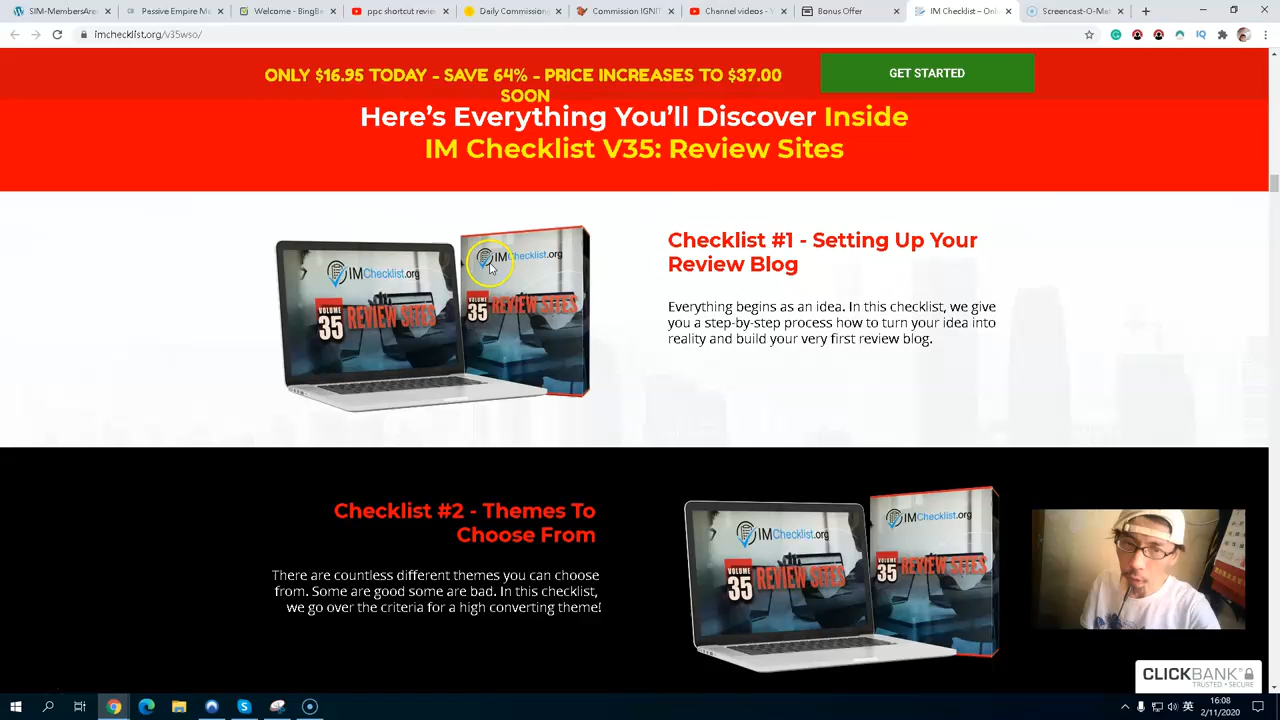 SIM-MembersAre
Passive Empire Me
Welcome - BingBe
ppc shortcut revie
Daily Commission
Commission IGNIT
Channel videos - Y
Bonus Offer
IM Checklist – Onli
Screencast-O-Mat
imchecklist.org/v35wso/
ONLY $16.95 TODAY - SAVE 64% - PRICE INCREASES TO $37.00
SOON
GET STARTED
Here’s Everything You’ll Discover Inside
IM Checklist V35: Review Sites
IMChecklist.org
VOLUME
35 REVIEW SITES
IMChecklist.org
VOLUME
35 REVIEW SITES
Checklist #1 - Setting Up Your
Review Blog
Everything begins as an idea. In this checklist, we give
you a step-by-step process how to turn your idea into
reality and build your very first review blog.
Checklist #2 - Themes To
Choose From
There are countless different themes you can choose
from. Some are good some are bad. In this checklist,
we go over the criteria for a high converting theme!
IMChecklist.org
VOLUME
35 REVIEW SITES
IMChecklist.org
VOLUME
35 REVIEW SITES
CLICKBANK
TRUSTED • SECURE
英
16:08
2/11/2020